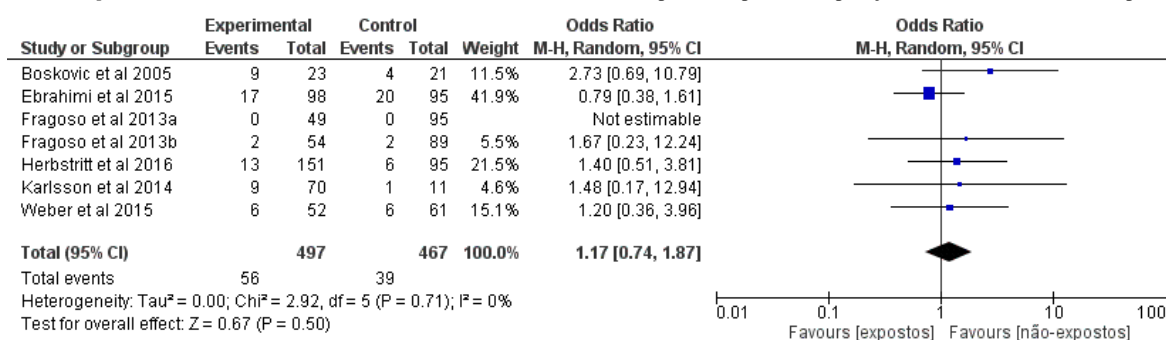 Experimental Control Odds Ratio Odds Ratio
Study or Subgroup Events Total Events Total Weight M-H, Random, 95% CI M-H, Random, 95% CI
Boskovic et al 2005 9 23 4 21 11.5% 2.73 [0.69, 10.79]
Ebrahimi et al 2015 17 98 20 95 41.9% 0.79 [0.38, 1.61]
Fragoso et al 2013a 0 49 0 95 Not estimable
Fragoso et al 2013b 2 54 2 89 5.5% 1.67 [0.23, 12.24]
Herbstritt et al 2016 13 151 6 95 21.5% 1.40 [0.51, 3.81]
Karlsson et al 2014 9 70 1 11 4.6% 1.48 [0.17, 12.94]
Weber et al 2015 6 52 6 61 15.1% 1.20 [0.36, 3.96]
Total (95% CI) 497 467 100.0% 1.17 [0.74, 1.87]
Total events 56 39
Heterogeneity: Tau² = 0.00; Chi² = 2.92, df = 5 (P = 0.71); I² = 0%
Test for overall effect: Z = 0.67 (P = 0.50)
0.01 0.1 1 10 100
Favours [expostos] Favours [não-expostos]